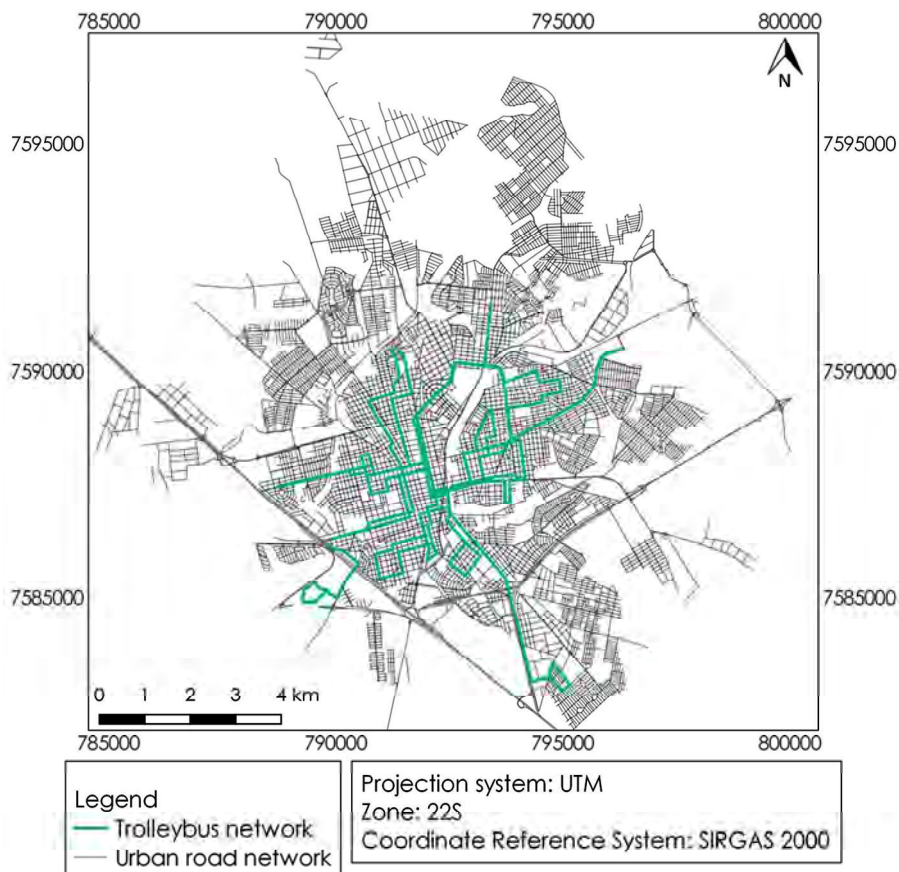 785000 790000 795000 800000
N
7595000 7595000
7590000 7590000
7585000 7585000
0 1 2 3 4 km
785000 790000 795000 800000
Legend
Trolleybus network
Urban road network
Projection system: UTM
Zone: 22S
Coordinate Reference System: SIRGAS 2000